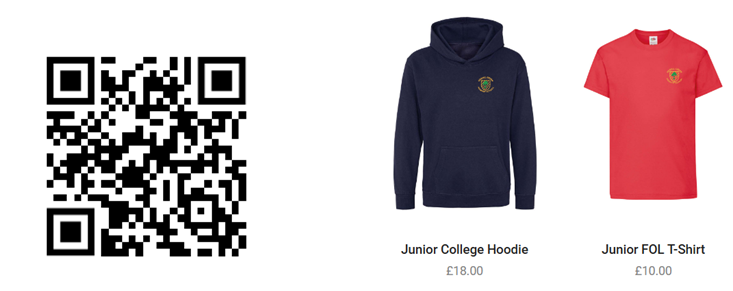 Junior College Hoodie
£18.00
Junior FOL T-Shirt
£10.00